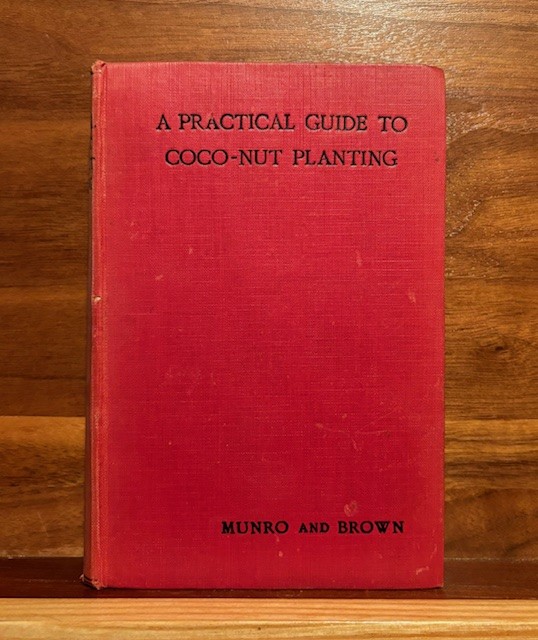 A PRACTICAL GUIDE TO
COCO-NUT PLANTING
MUNRO AND BROWN